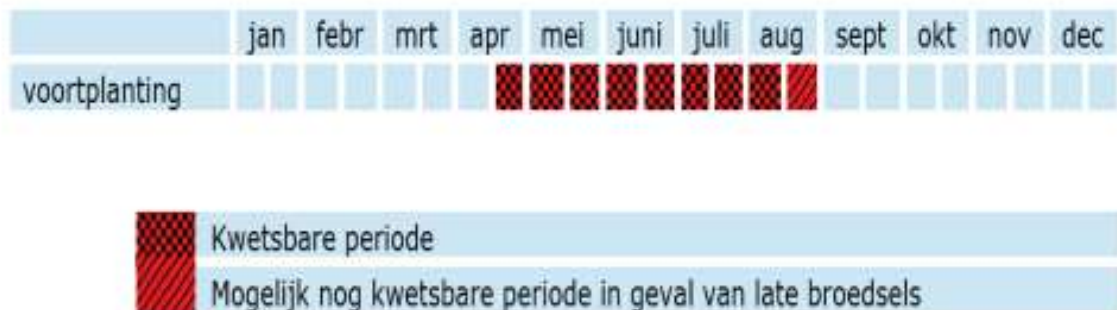 jan febr mrt apr mei juni juli aug sept okt nov dec
voortplanting
Kwetsbare periode
Mogelijk nog kwetsbare periode in geval van late broedsels